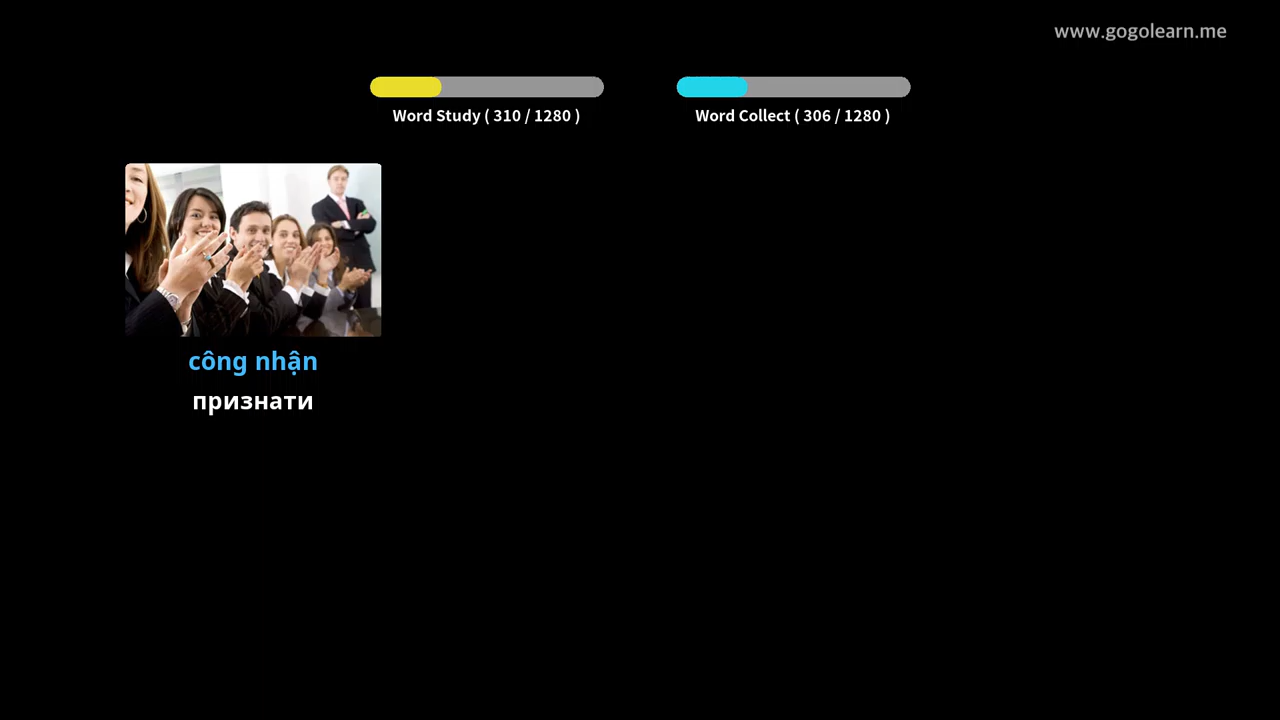 www.gogolearn.me
Word Study ( 310 / 1280 )
Word Collect ( 306 / 1280 )
công nhận
признати